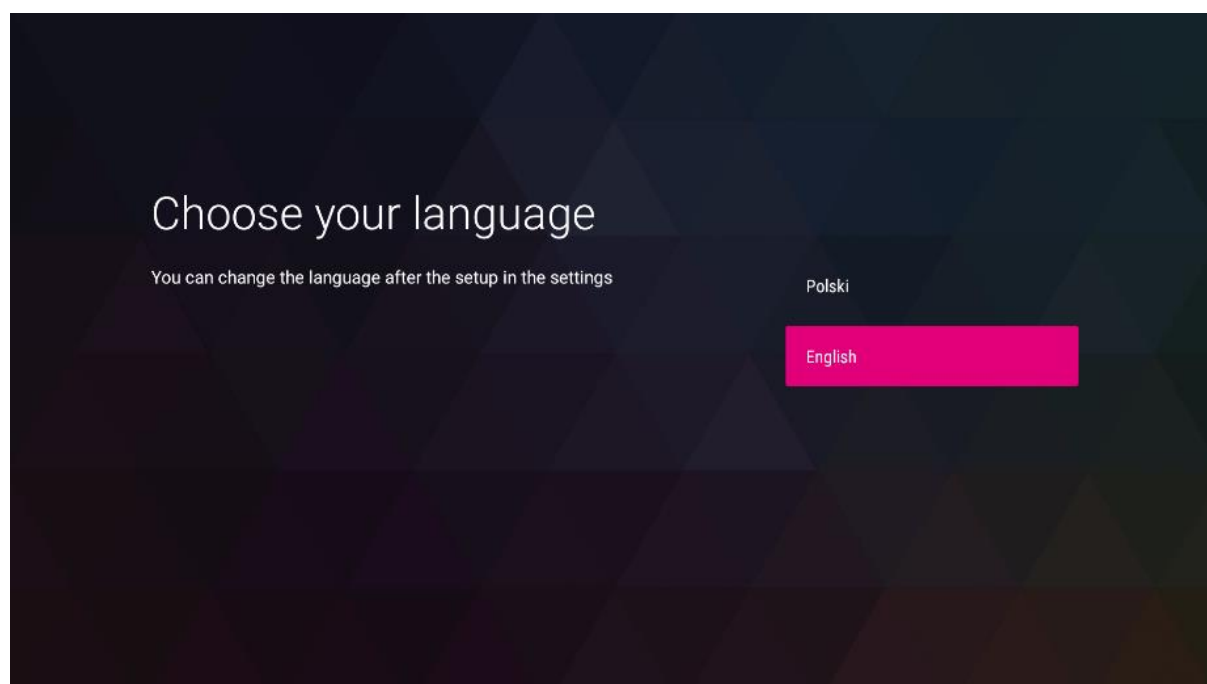 Choose your language
You can change the language after the setup in the settings
Polski
English